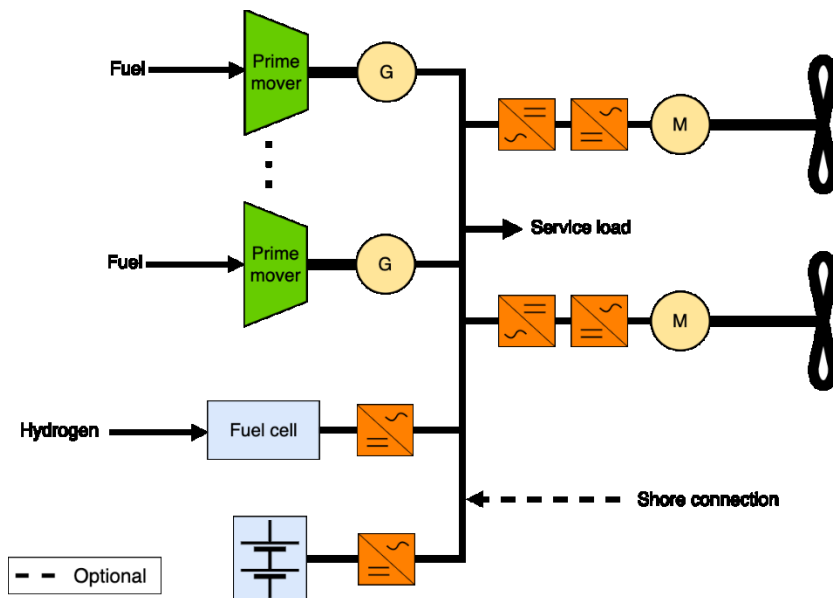 Fuel
Prime
mover
G
M
Service load
Fuel
Prime
mover
G
M
Hydrogen
Fuel cell
Shore connection
Optional